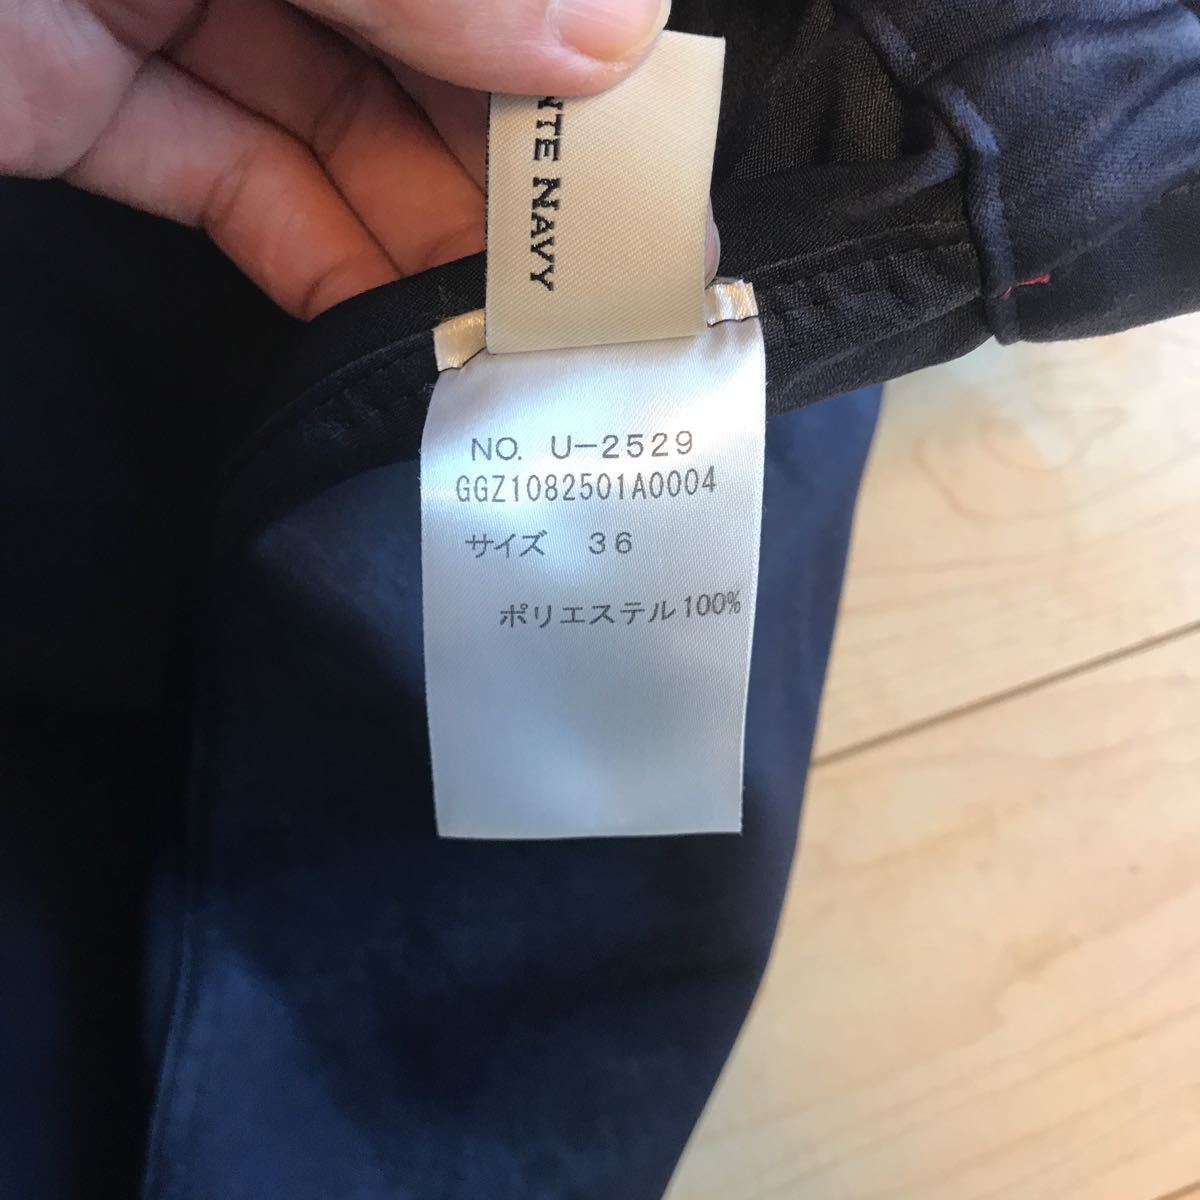 NTE NAVY
NO. U-2529
GGZ1082501A0004
サイズ 36
ポリエステル100%